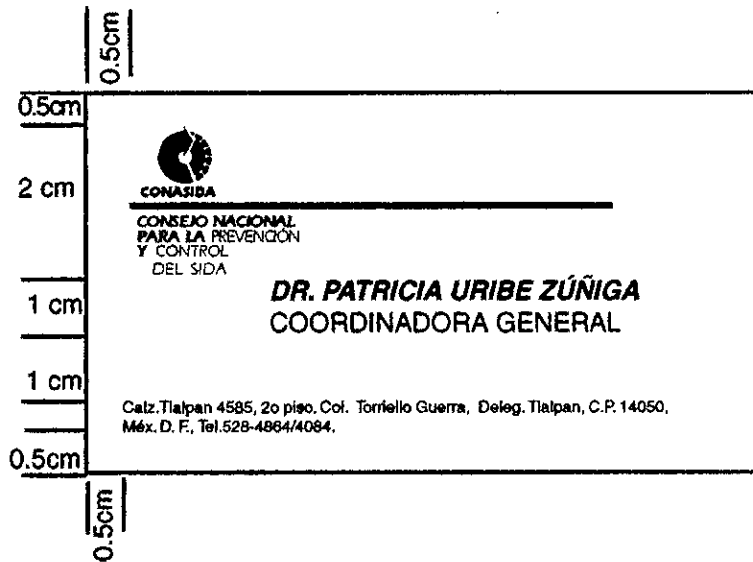 0.5cm
0.5cm
2 cm
CONASIDA
CONSEJO NACIONAL
PARA LA PREVENCIÓN
Y CONTROL
DEL SIDA
1 cm
DR. PATRICIA URIBE ZÚÑIGA
COORDINADORA GENERAL
1 cm
Calz.Tlalpan 4585, 2o piso. Col. Torriello Guerra, Deleg. Tlalpan, C.P. 14050,
Méx. D. F., Tel.528-4864/4084.
0.5cm
0.5cm